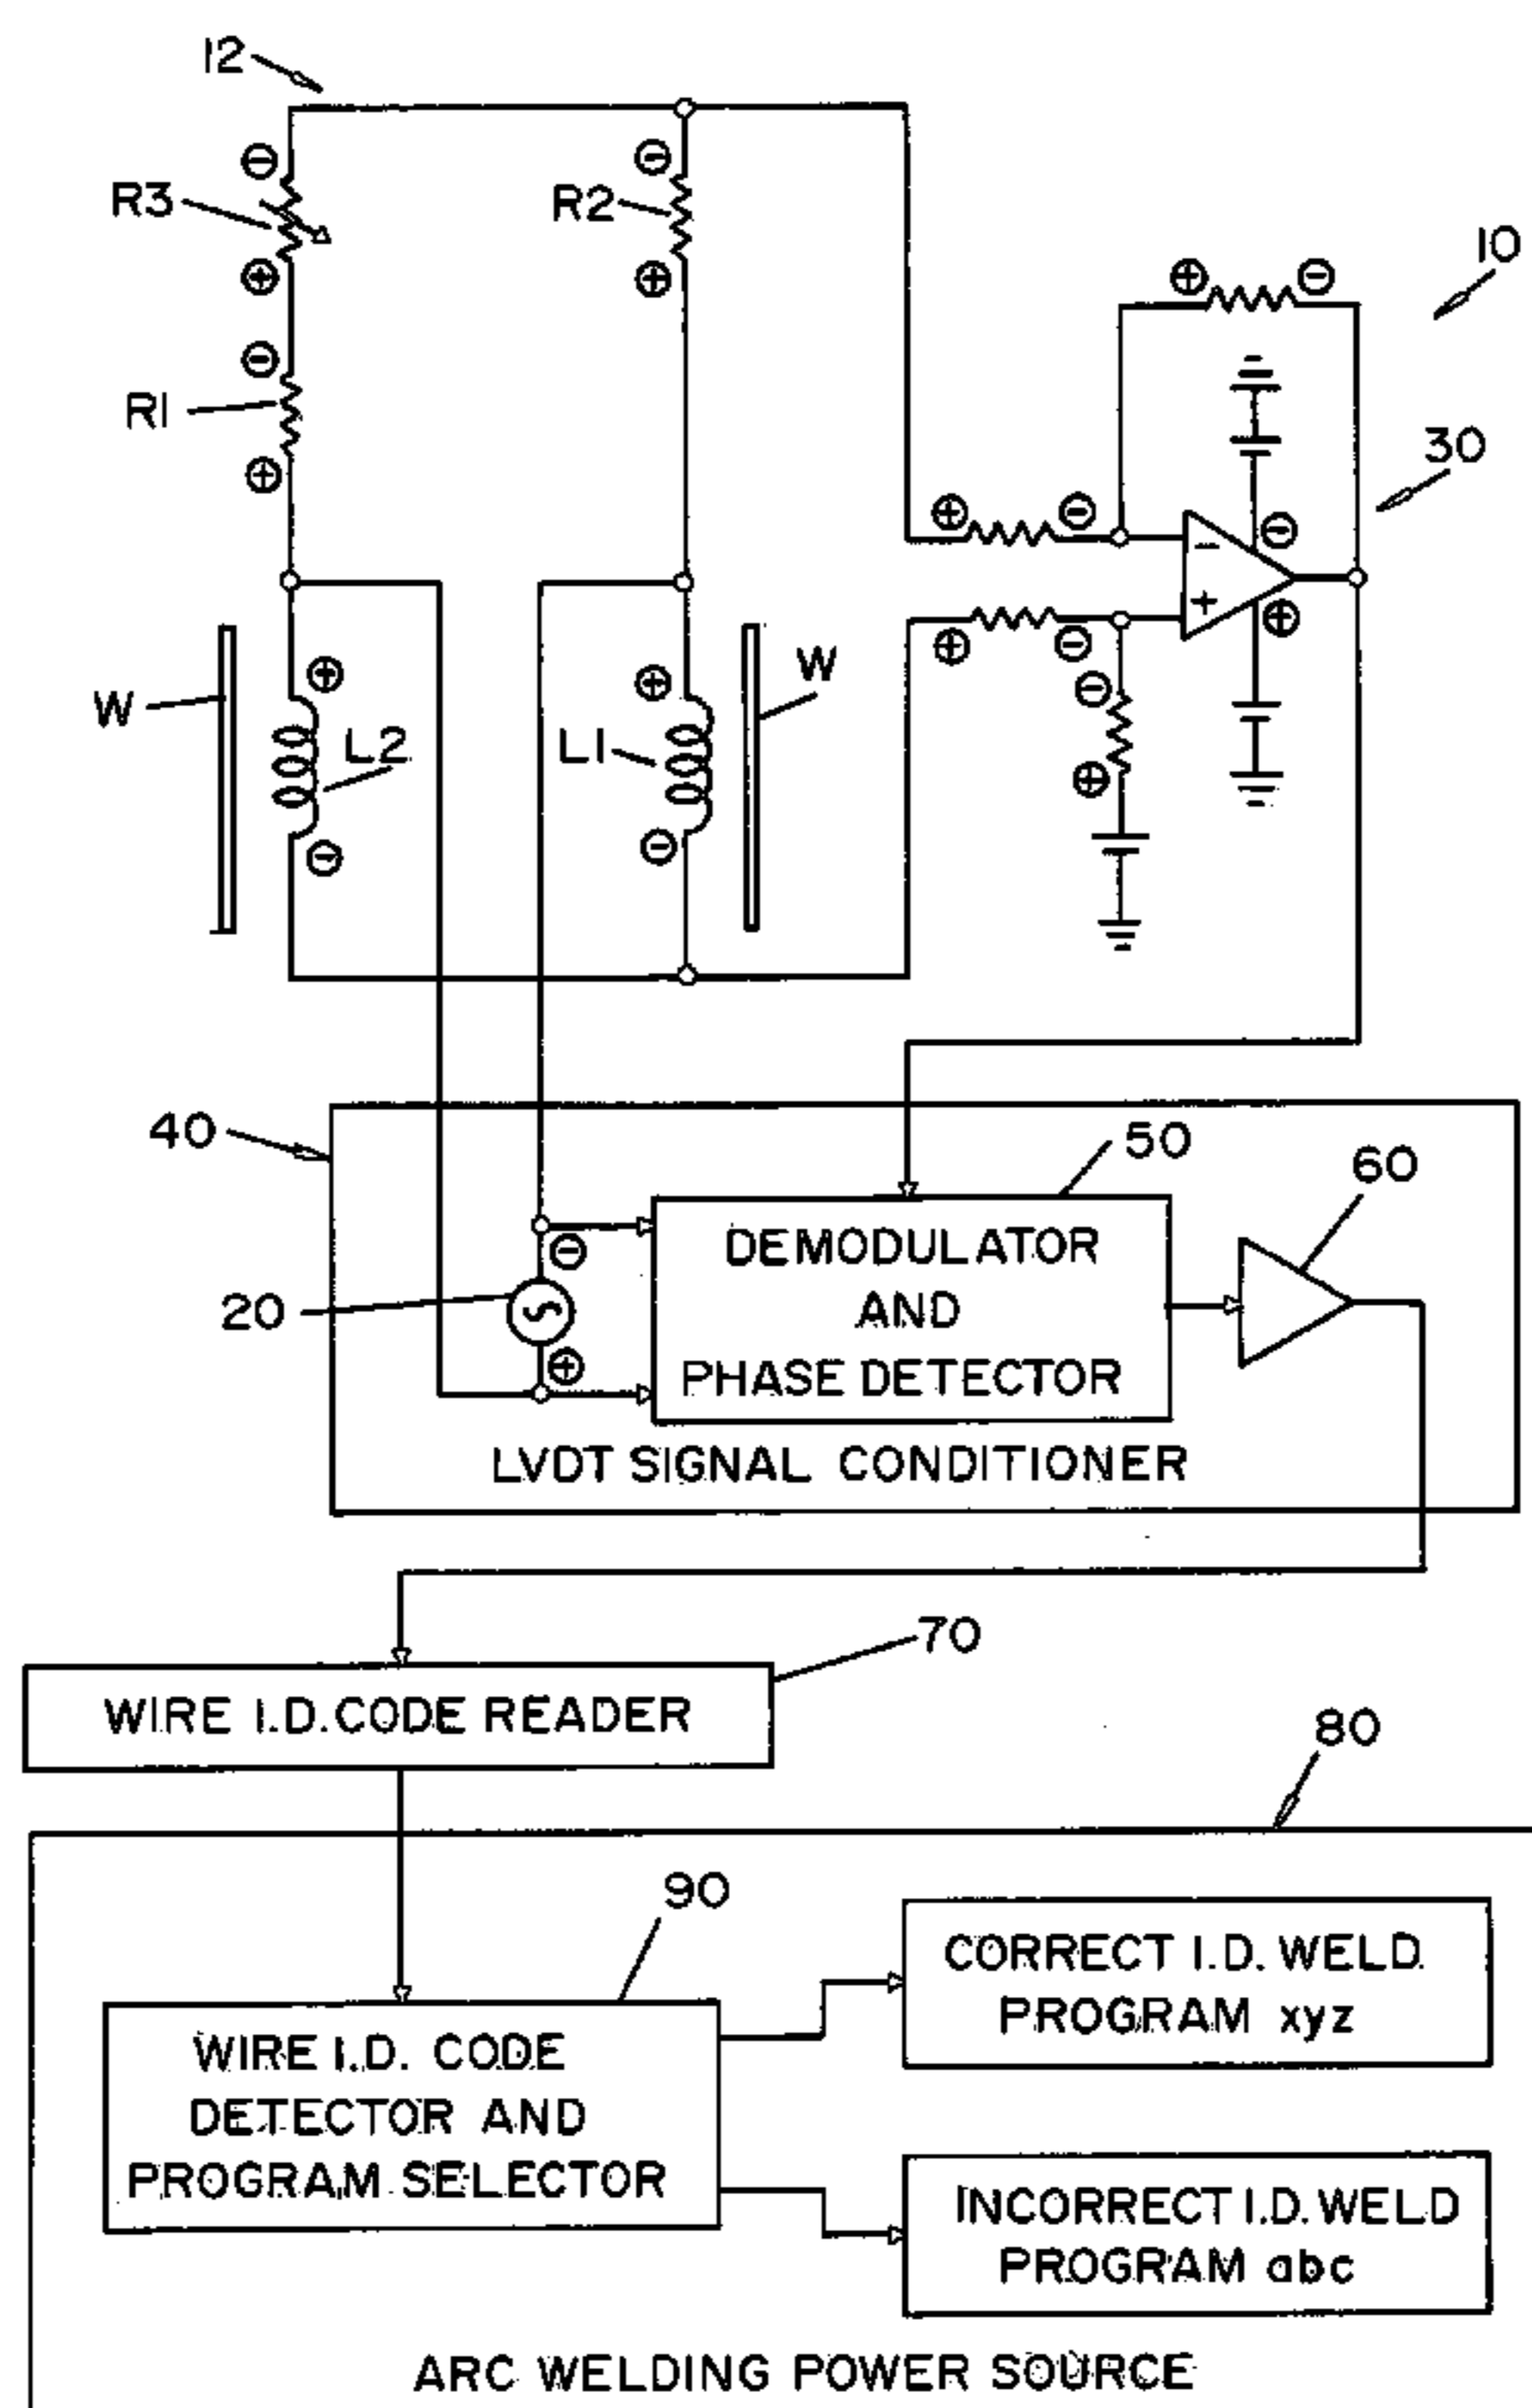 12
R3
R2
10
R1
30
W
L2
L1
W
40
50
60
DEMODULATOR
AND
PHASE DETECTOR
20
LVDT SIGNAL CONDITIONER
70
WIRE I.D. CODE READER
80
90
CORRECT I.D. WELD
PROGRAM xyz
WIRE I.D. CODE
DETECTOR AND
PROGRAM SELECTOR
INCORRECT I.D. WELD
PROGRAM abc
ARC WELDING POWER SOURCE